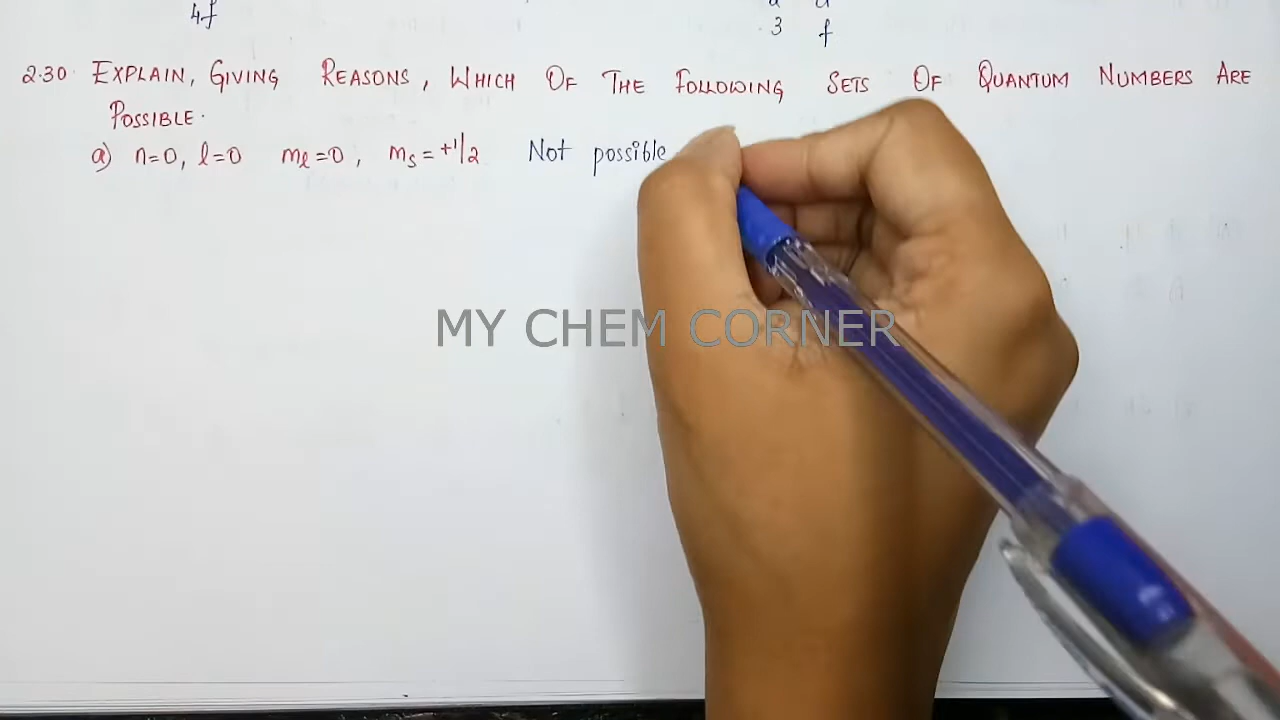 4f
3 f
2.30. EXPLAIN, GIVING REASONS, WHICH OF THE FOLLOWING SETS OF QUANTUM NUMBERS ARE
POSSIBLE.
a) n=0, l=0 mₗ=0, mₛ=+1/2 Not possible
MY CHEM CORNER